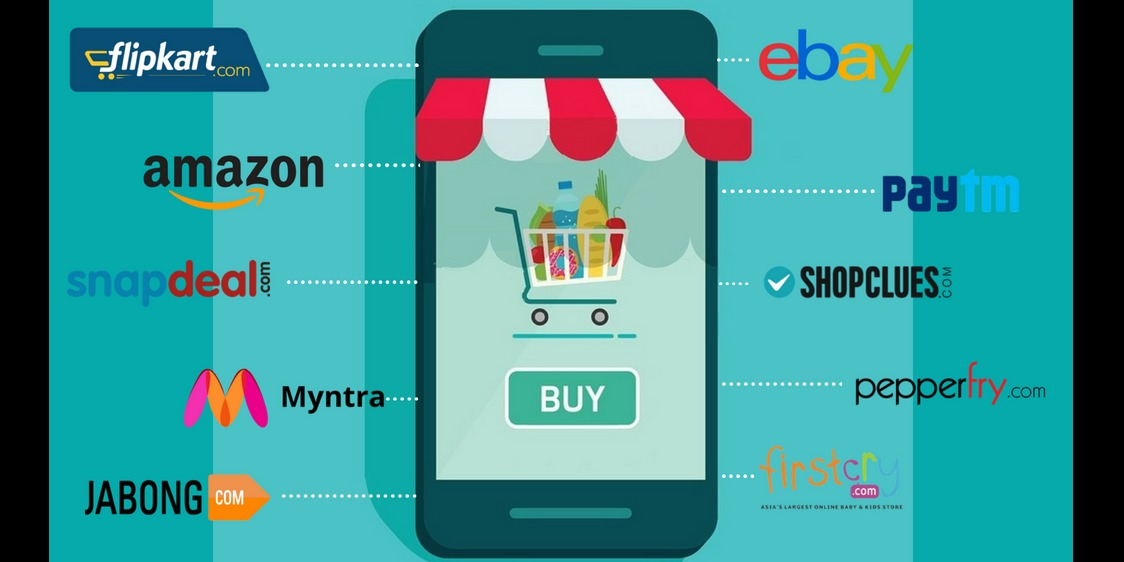 flipkart.com
amazon
snapdeal.com
Myntra
JABONG COM
BUY
ebay
paytm
SHOPCLUES.COM
pepperfry.com
firstcry
.com
ASIA'S LARGEST ONLINE BABY & KIDS STORE